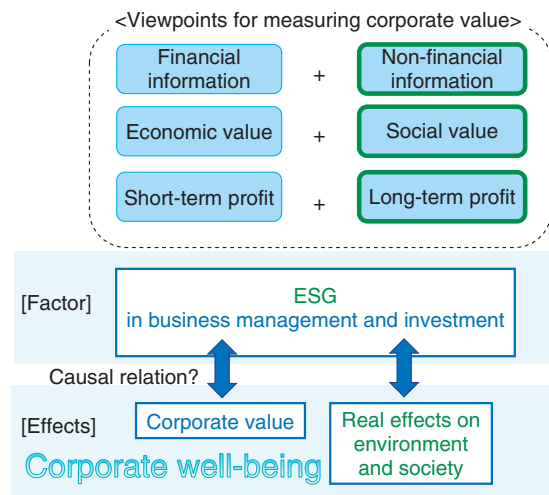 <Viewpoints for measuring corporate value>
Financial
information
+
Non-financial
information
Economic value
+
Social value
Short-term profit
+
Long-term profit
[Factor]
ESG
in business management and investment
Causal relation?
[Effects]
Corporate value
Real effects on
environment
and society
Corporate well-being